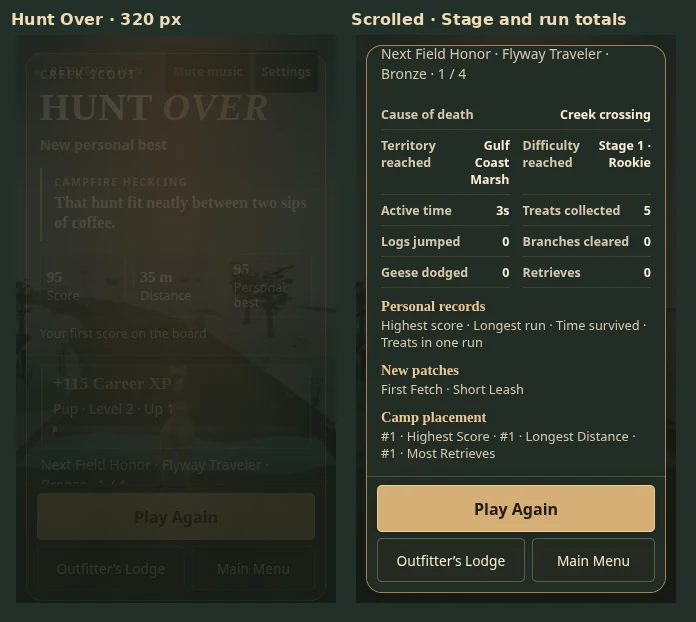 Hunt Over · 320 px
CREEK SCOUT
Mute music
Settings
HUNT OVER
New personal best
CAMPFIRE HECKLING
That hunt fit neatly between two sips
of coffee.
95
Score
35 m
Distance
95
Personal
best
Your first score on the board
+115 Career XP
Pup · Level 2 · Up 1
Next Field Honor · Flyway Traveler ·
Play Again
Outfitter’s Lodge
Main Menu
Scrolled · Stage and run totals
Next Field Honor · Flyway Traveler ·
Bronze · 1 / 4
Cause of death Creek crossing
Territory reached Gulf Coast Marsh
Difficulty reached Stage 1 · Rookie
Active time 3s
Treats collected 5
Logs jumped 0
Branches cleared 0
Geese dodged 0
Retrieves 0
Personal records
Highest score · Longest run · Time survived ·
Treats in one run
New patches
First Fetch · Short Leash
Camp placement
#1 · Highest Score · #1 · Longest Distance ·
#1 · Most Retrieves
Play Again
Outfitter’s Lodge
Main Menu